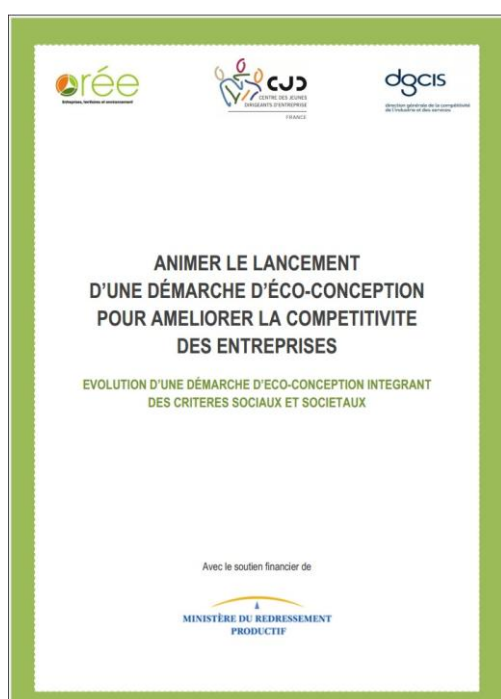 orée
Entreprises, territoires et environnement
CJD
CENTRE DES JEUNES
DIRIGEANTS D'ENTREPRISE
FRANCE
dgcis
direction générale de la compétitivité
de l'industrie et des services
ANIMER LE LANCEMENT
D'UNE DÉMARCHE D'ÉCO-CONCEPTION
POUR AMELIORER LA COMPETITIVITE
DES ENTREPRISES
EVOLUTION D'UNE DÉMARCHE D'ECO-CONCEPTION INTEGRANT
DES CRITERES SOCIAUX ET SOCIETAUX
Avec le soutien financier de
MINISTÈRE DU REDRESSEMENT
PRODUCTIF